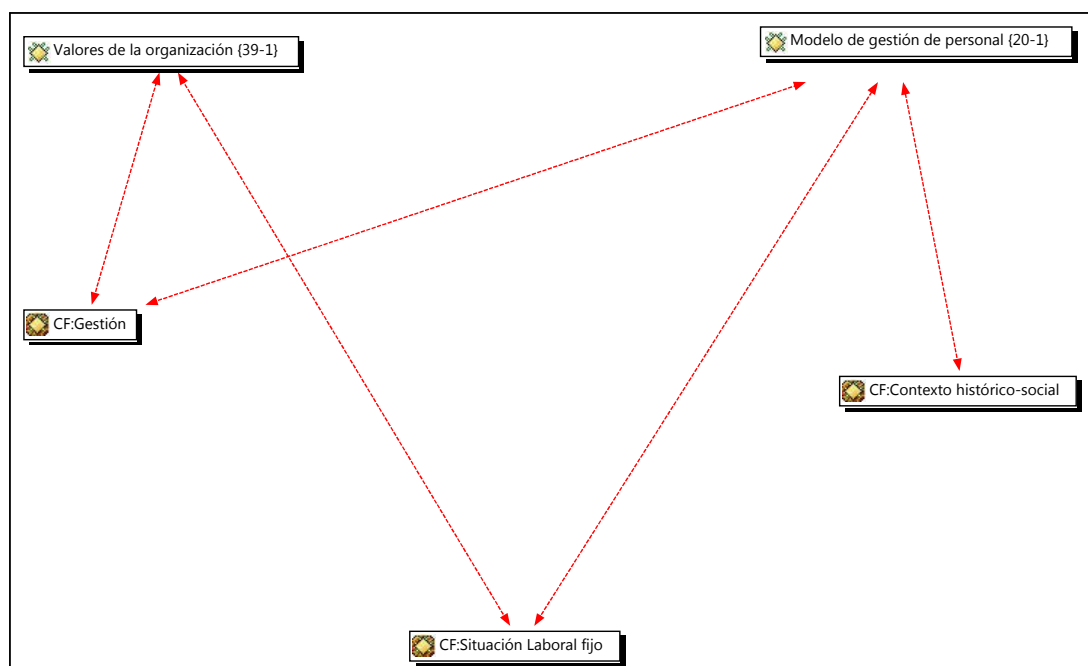 Valores de la organización {39-1}
Modelo de gestión de personal {20-1}
CF:Gestión
CF:Contexto histórico-social
CF:Situación Laboral fijo